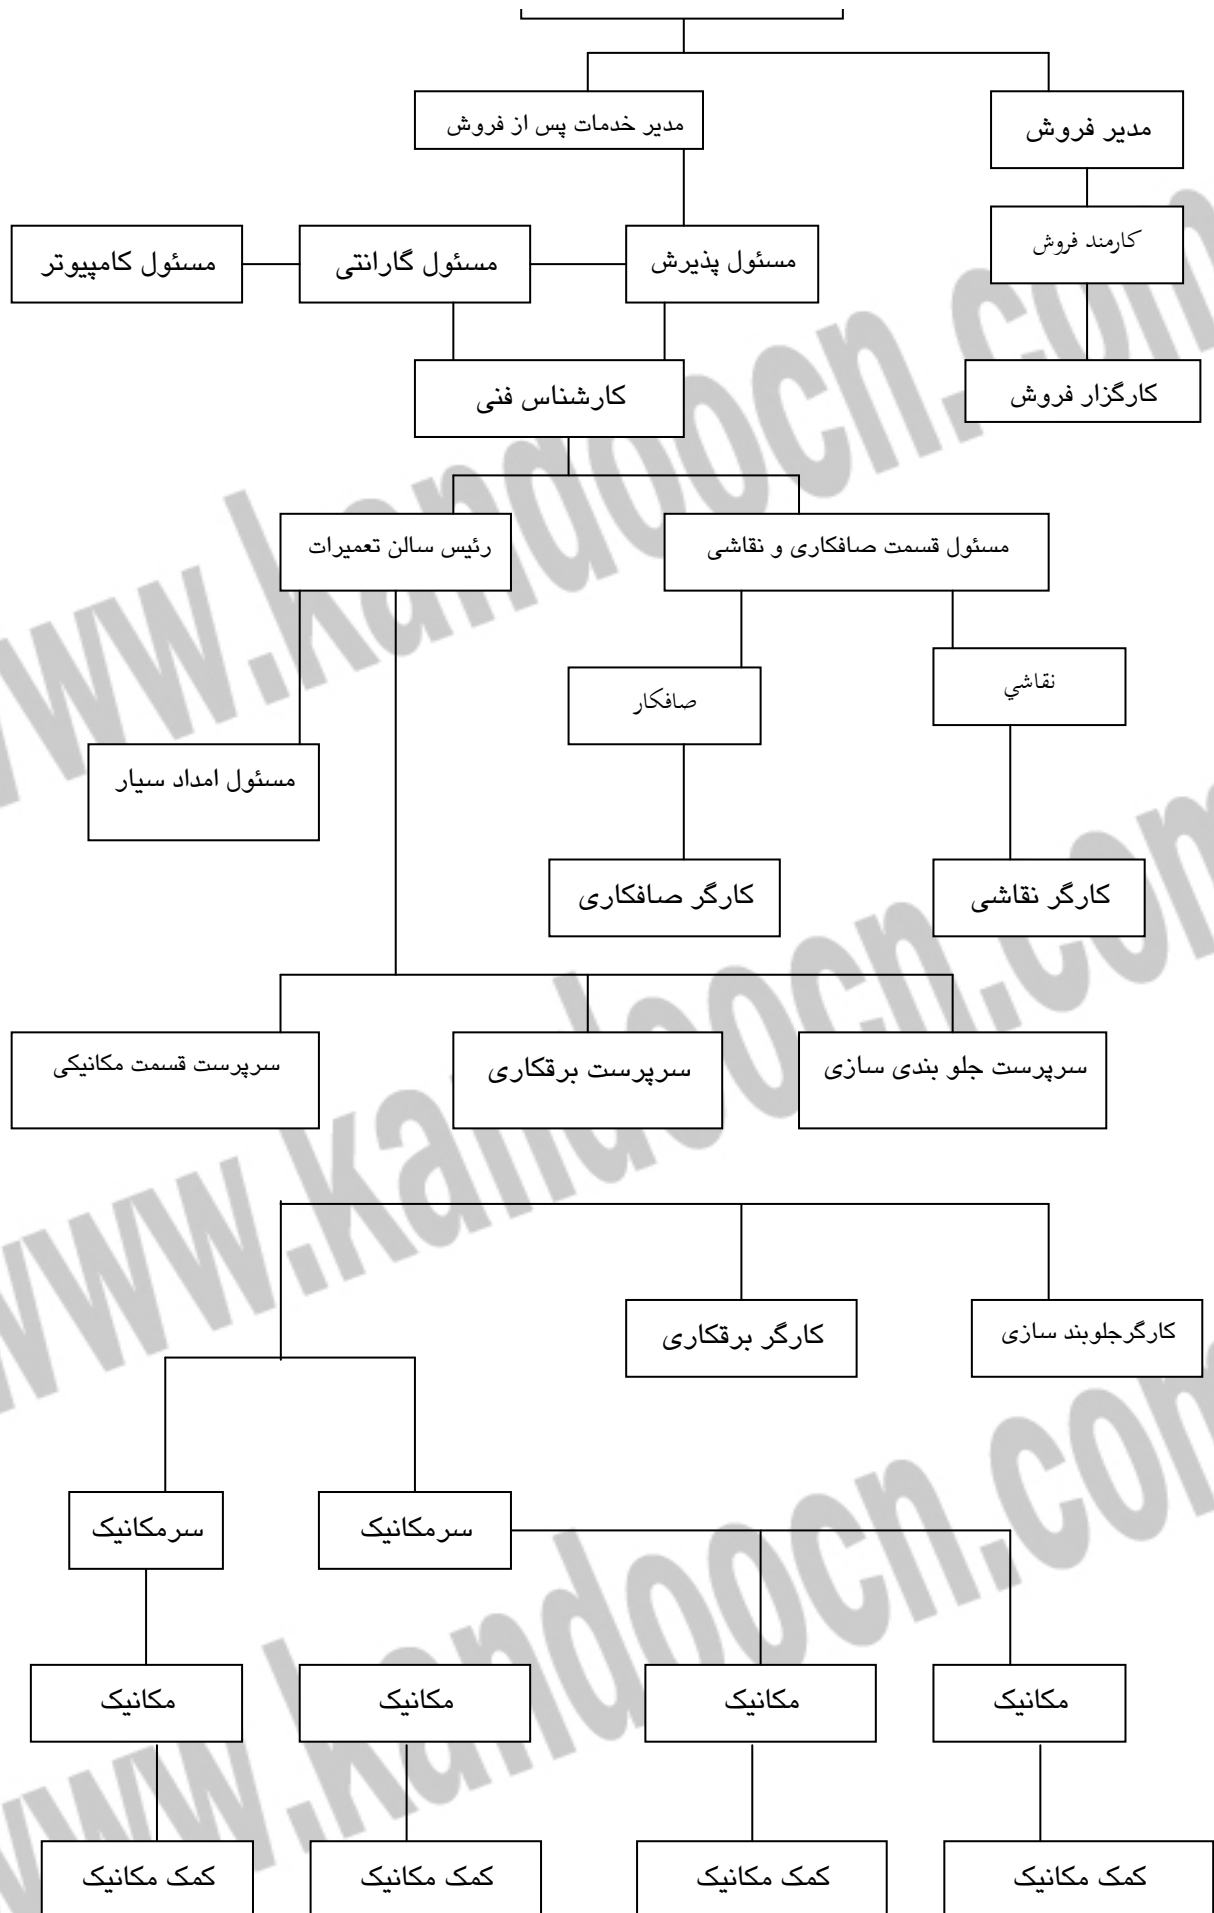 مدیر فروش
مدیر خدمات پس از فروش
کارمند فروش
مسئول پذیرش
مسئول گارانتی
مسئول کامپیوتر
کارگزار فروش
کارشناس فنی
مسئول قسمت صافکاری و نقاشی
رئیس سالن تعمیرات
نقاشي
صافکار
مسئول امداد سیار
کارگر نقاشی
کارگر صافکاری
سرپرست جلو بندی سازی
سرپرست برقکاری
سرپرست قسمت مکانیکی
کارگرجلوبند سازی
کارگر برقکاری
سرمکانیک
سرمکانیک
مکانیک
مکانیک
مکانیک
مکانیک
کمک مکانیک
کمک مکانیک
کمک مکانیک
کمک مکانیک
www.kandoocn.com
www.kandoocn.com
www.kandoocn.com